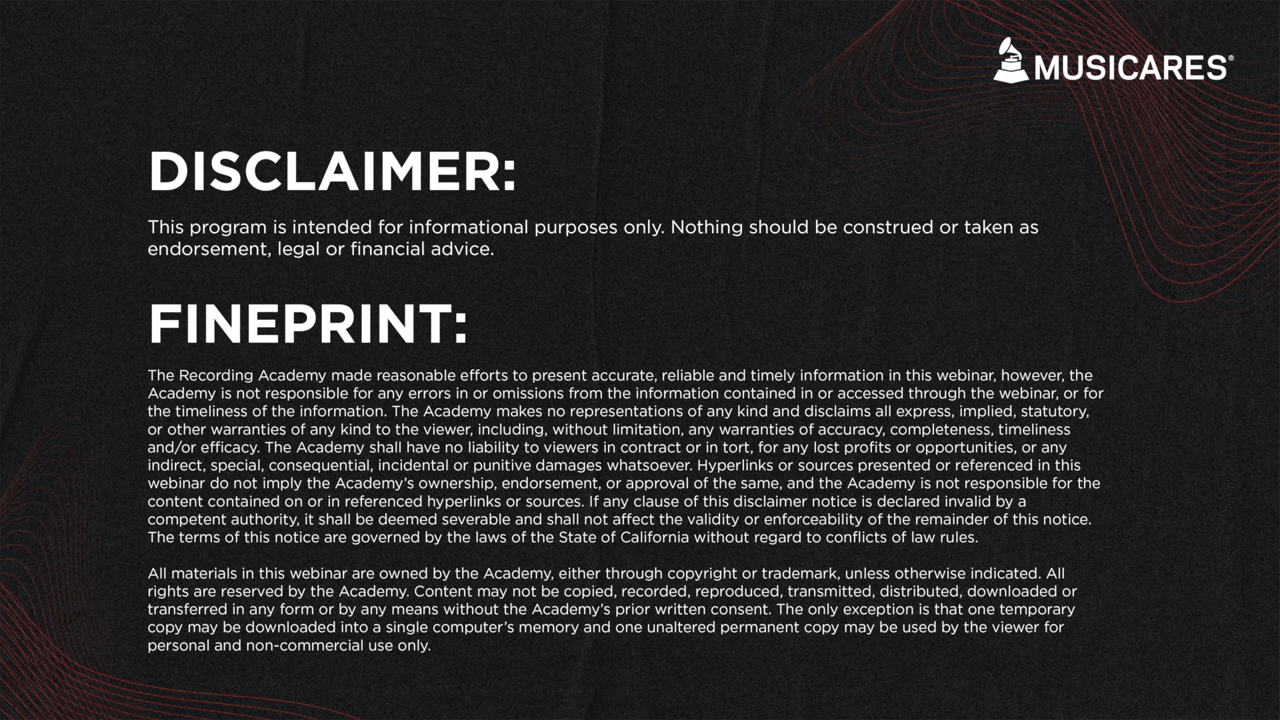 MUSICARES®
DISCLAIMER:
This program is intended for informational purposes only. Nothing should be construed or taken as
endorsement, legal or financial advice.
FINEPRINT:
The Recording Academy made reasonable efforts to present accurate, reliable and timely information in this webinar, however, the
Academy is not responsible for any errors in or omissions from the information contained in or accessed through the webinar, or for
the timeliness of the information. The Academy makes no representations of any kind and disclaims all express, implied, statutory,
or other warranties of any kind to the viewer, including, without limitation, any warranties of accuracy, completeness, timeliness
and/or efficacy. The Academy shall have no liability to viewers in contract or in tort, for any lost profits or opportunities, or any
indirect, special, consequential, incidental or punitive damages whatsoever. Hyperlinks or sources presented or referenced in this
webinar do not imply the Academy’s ownership, endorsement, or approval of the same, and the Academy is not responsible for the
content contained on or in referenced hyperlinks or sources. If any clause of this disclaimer notice is declared invalid by a
competent authority, it shall be deemed severable and shall not affect the validity or enforceability of the remainder of this notice.
The terms of this notice are governed by the laws of the State of California without regard to conflicts of law rules.
All materials in this webinar are owned by the Academy, either through copyright or trademark, unless otherwise indicated. All
rights are reserved by the Academy. Content may not be copied, recorded, reproduced, transmitted, distributed, downloaded or
transferred in any form or by any means without the Academy’s prior written consent. The only exception is that one temporary
copy may be downloaded into a single computer’s memory and one unaltered permanent copy may be used by the viewer for
personal and non-commercial use only.